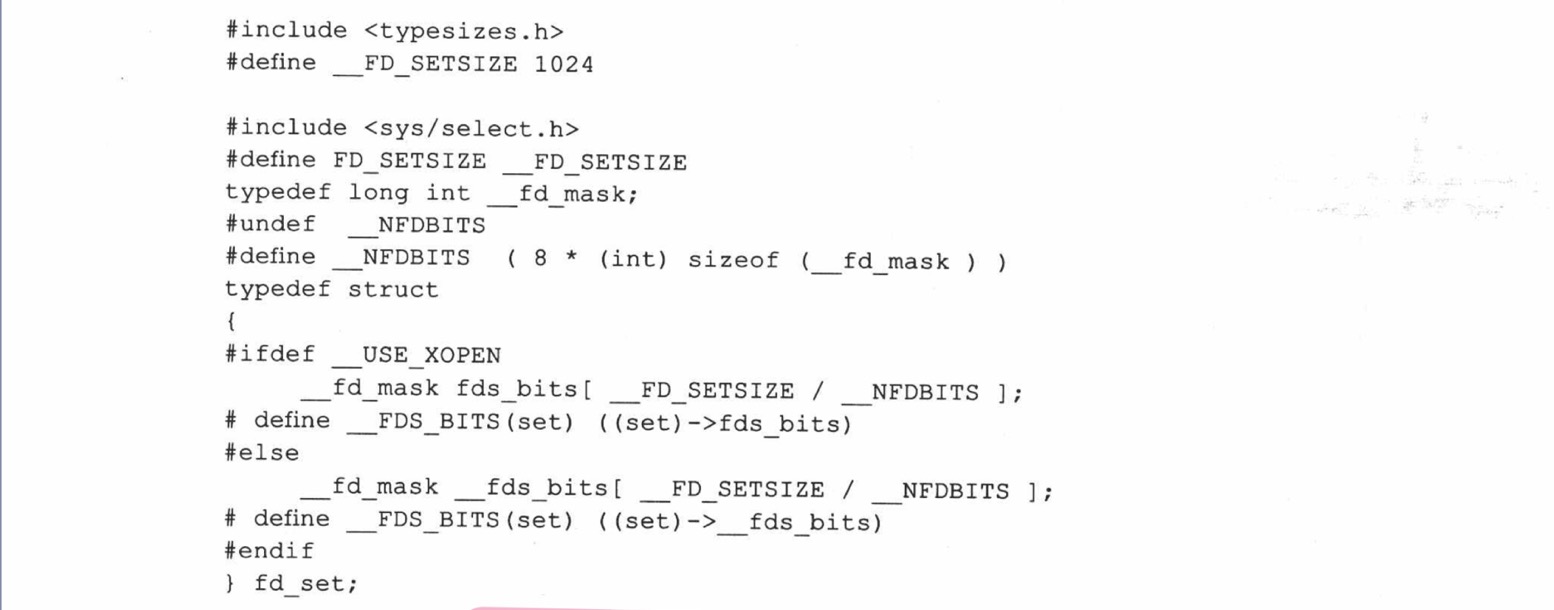 #include <typesizes.h>
#define __FD_SETSIZE 1024
#include <sys/select.h>
#define FD_SETSIZE __FD_SETSIZE
typedef long int __fd_mask;
#undef __NFDBITS
#define __NFDBITS ( 8 * (int) sizeof (__fd_mask ) )
typedef struct
{
#ifdef __USE_XOPEN
__fd_mask fds_bits[ __FD_SETSIZE / __NFDBITS ];
# define __FDS_BITS(set) ((set)->fds_bits)
#else
__fd_mask __fds_bits[ __FD_SETSIZE / __NFDBITS ];
# define __FDS_BITS(set) ((set)->__fds_bits)
#endif
} fd_set;